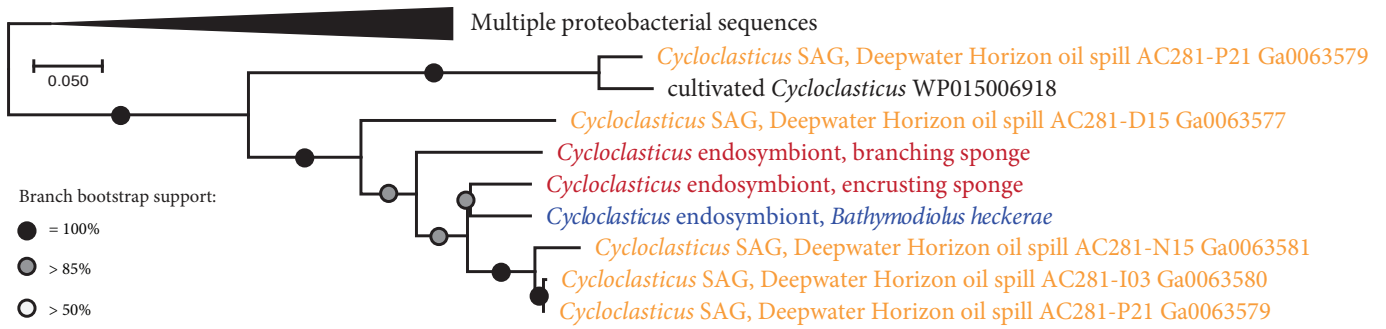 Multiple proteobacterial sequences
Cycloclasticus SAG, Deepwater Horizon oil spill AC281-P21 Ga0063579
0.050
cultivated Cycloclasticus WP015006918
Cycloclasticus SAG, Deepwater Horizon oil spill AC281-D15 Ga0063577
Cycloclasticus endosymbiont, branching sponge
Cycloclasticus endosymbiont, encrusting sponge
Branch bootstrap support:
Cycloclasticus endosymbiont, Bathymodiolus heckerae
= 100%
Cycloclasticus SAG, Deepwater Horizon oil spill AC281-N15 Ga0063581
> 85%
Cycloclasticus SAG, Deepwater Horizon oil spill AC281-I03 Ga0063580
> 50%
Cycloclasticus SAG, Deepwater Horizon oil spill AC281-P21 Ga0063579